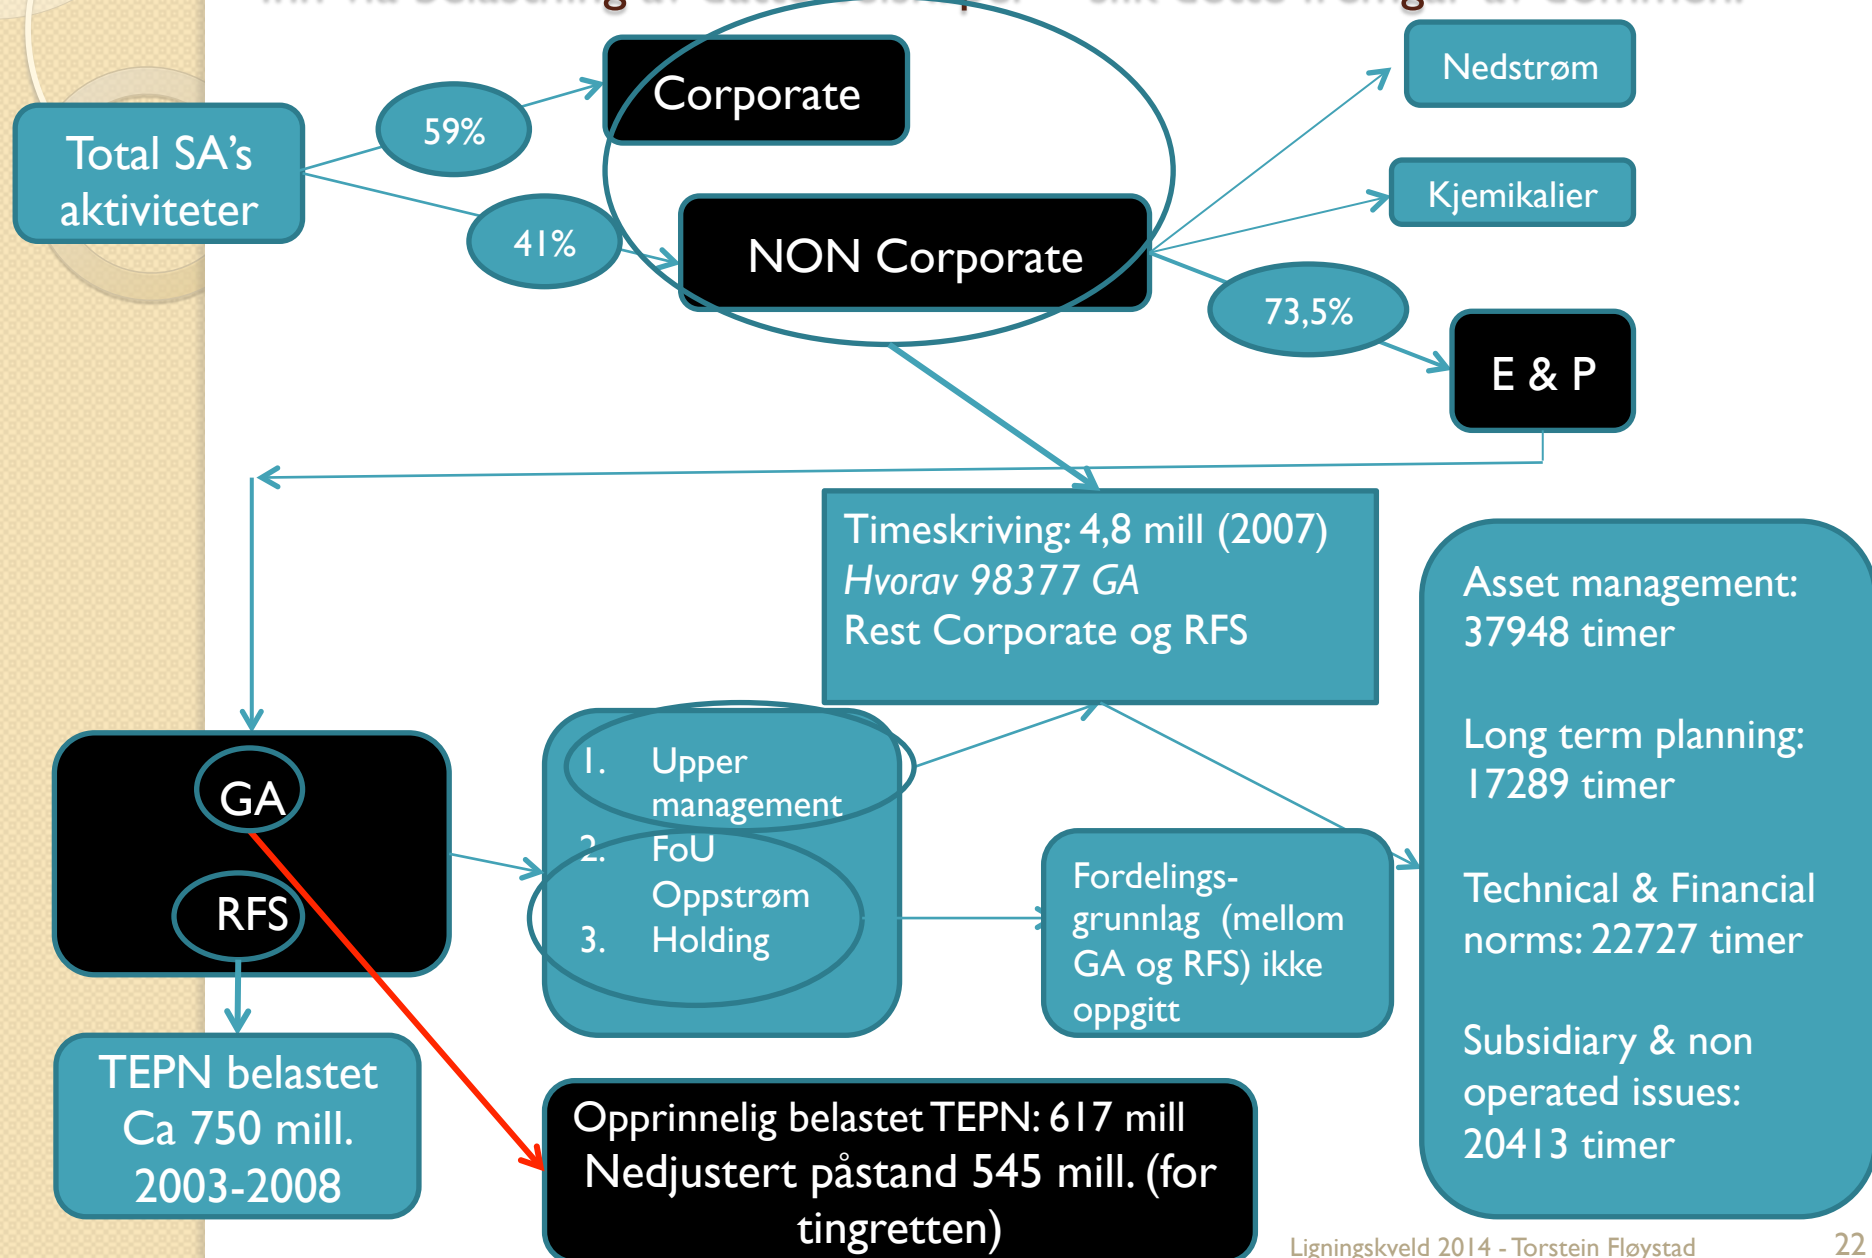 Corporate
Nedstrøm
59%
Total SA's
aktiviteter
Kjemikalier
41%
NON Corporate
73,5%
E & P
Timeskriving: 4,8 mill (2007)
Hvorav 98377 GA
Rest Corporate og RFS
Asset management:
37948 timer
Long term planning:
17289 timer
Technical & Financial
norms: 22727 timer
Subsidiary & non
operated issues:
20413 timer
GA
RFS
1. Upper
management
2. FoU
Oppstrøm
3. Holding
Fordelings-
grunnlag (mellom
GA og RFS) ikke
oppgitt
TEPN belastet
Ca 750 mill.
2003-2008
Opprinnelig belastet TEPN: 617 mill
Nedjustert påstand 545 mill. (for
tingretten)
Ligningskveld 2014 - Torstein Fløystad
22